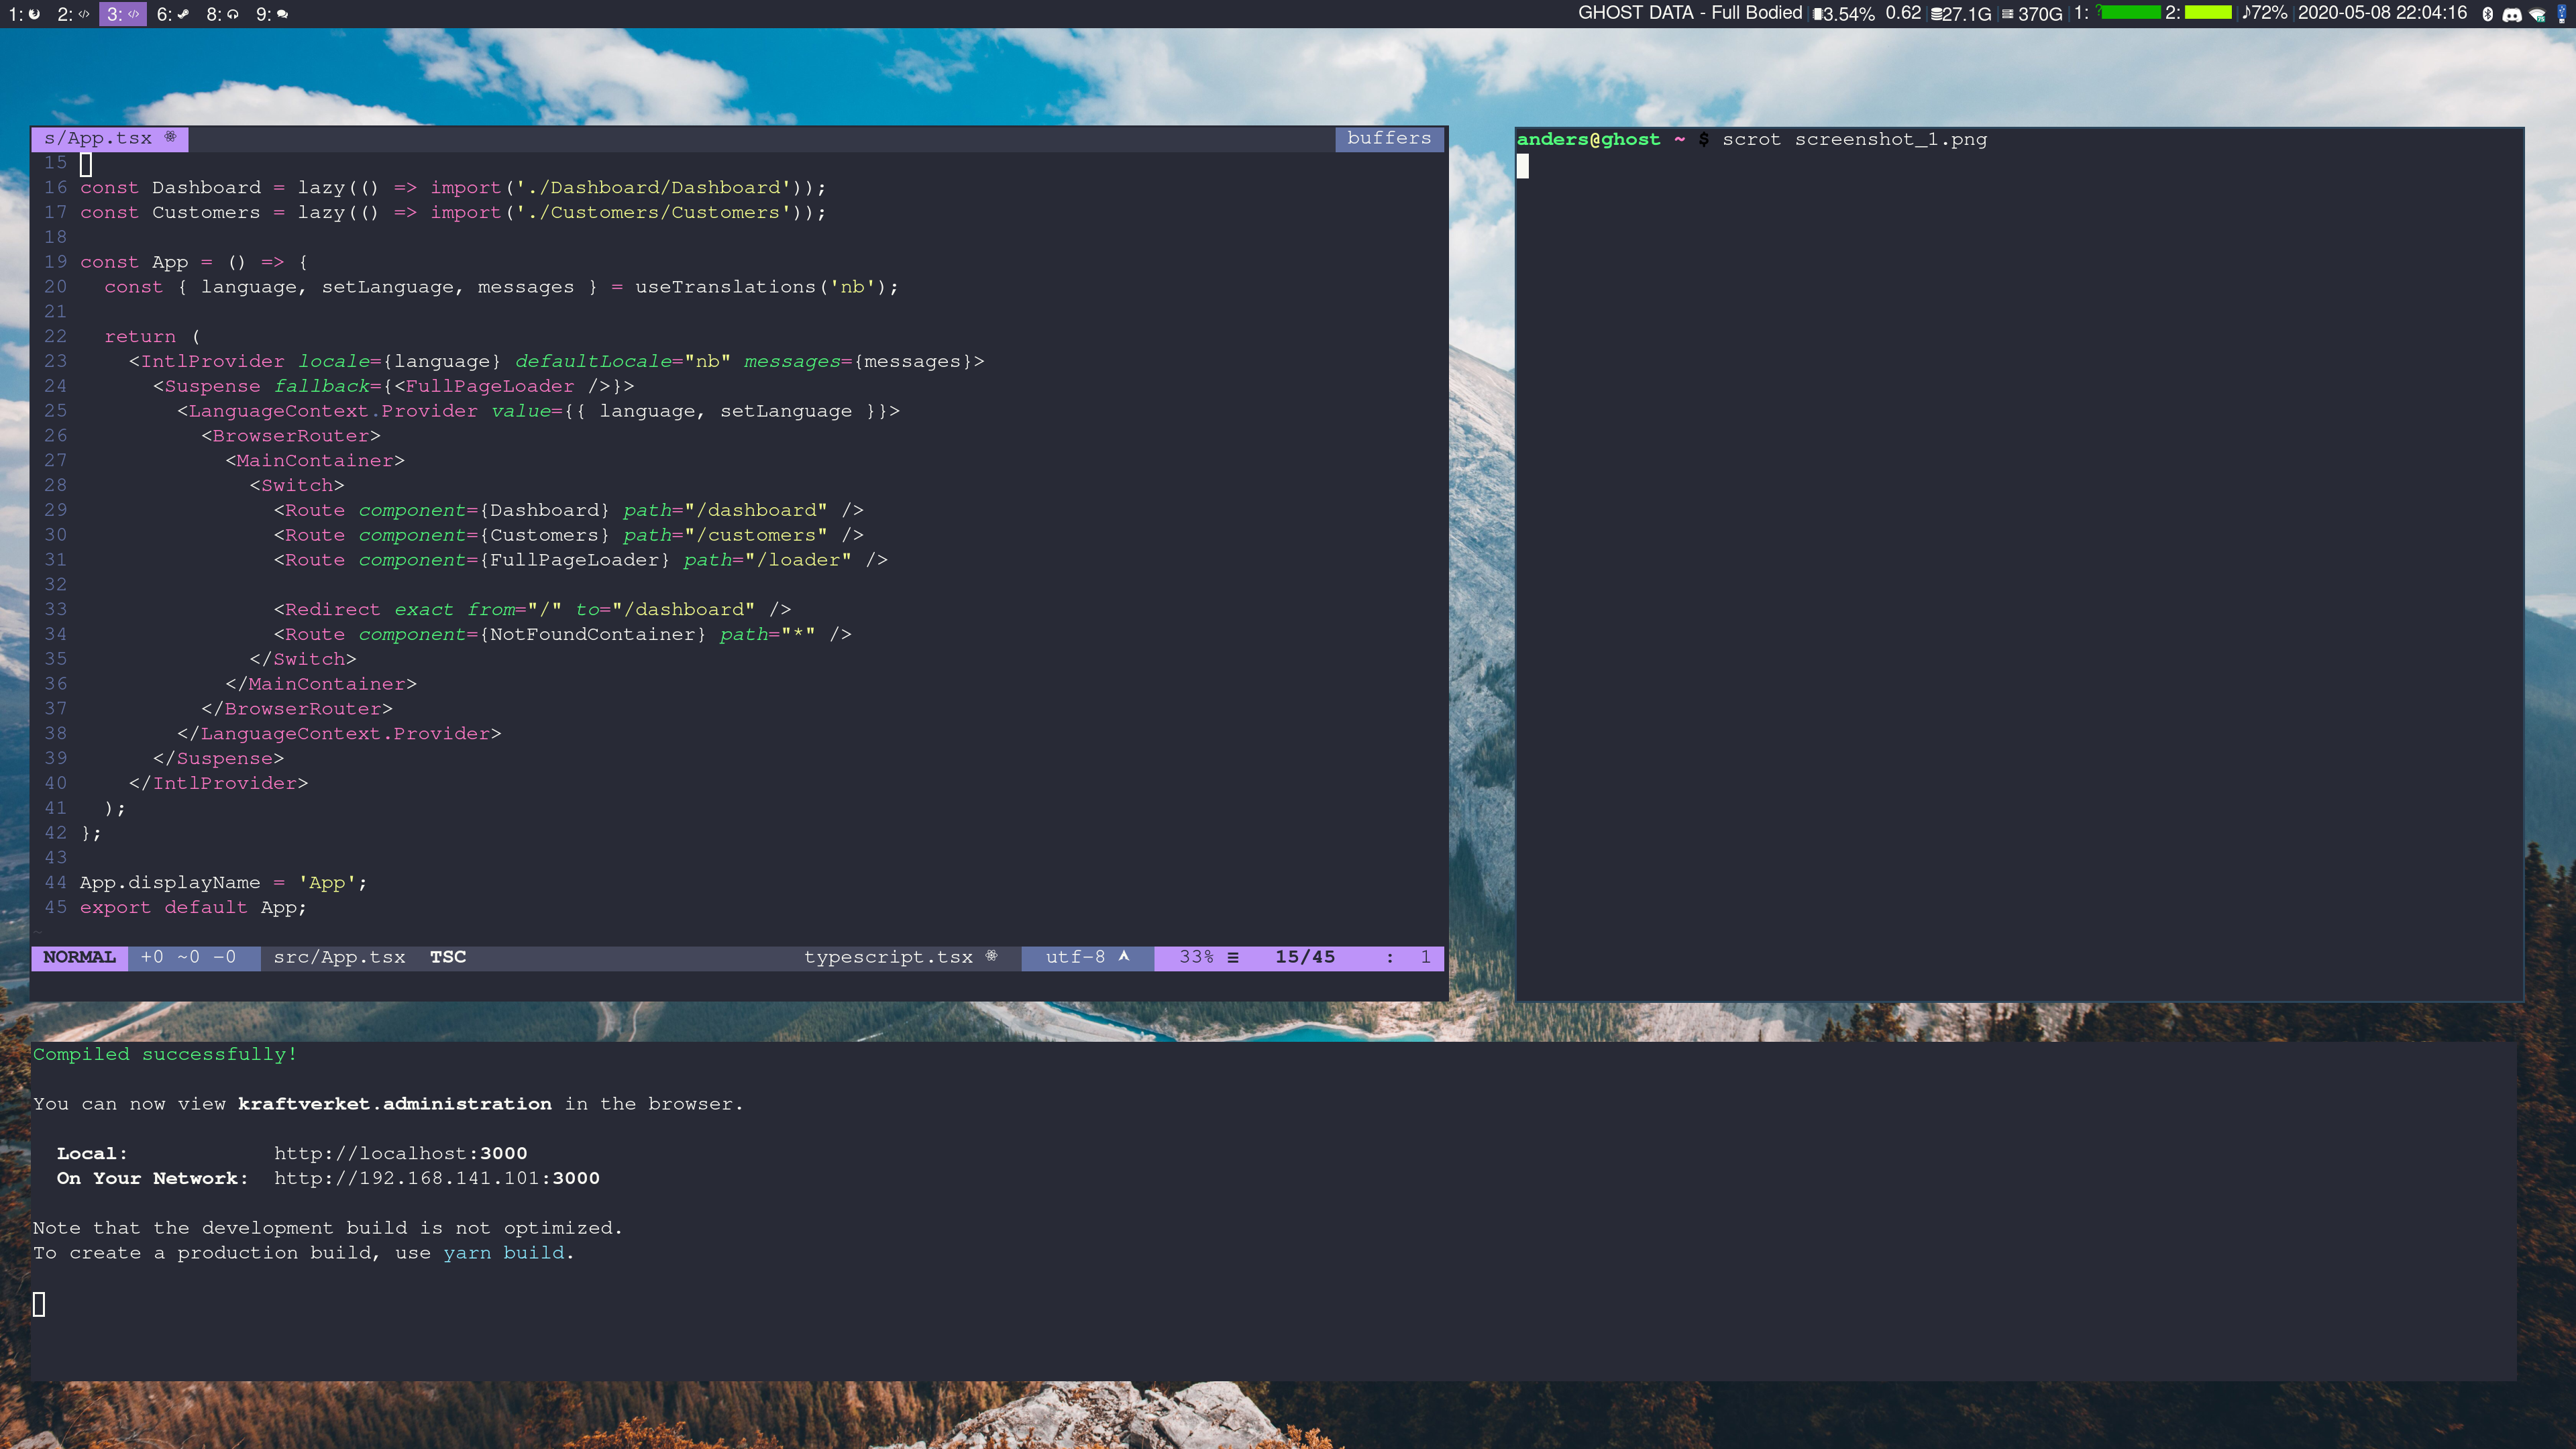 1: 2: 3: 6: 8: 9: GHOST DATA - Full Bodied 3.54% 0.62 27.1G 370G 1: ? 2: ♪72% 2020-05-08 22:04:16
s/App.tsx buffers
15
16 const Dashboard = lazy(() => import('./Dashboard/Dashboard'));
17 const Customers = lazy(() => import('./Customers/Customers'));
18
19 const App = () => {
20   const { language, setLanguage, messages } = useTranslations('nb');
21
22   return (
23     <IntlProvider locale={language} defaultLocale="nb" messages={messages}>
24       <Suspense fallback={<FullPageLoader />}>
25         <LanguageContext.Provider value={{ language, setLanguage }}>
26           <BrowserRouter>
27             <MainContainer>
28               <Switch>
29                 <Route component={Dashboard} path="/dashboard" />
30                 <Route component={Customers} path="/customers" />
31                 <Route component={FullPageLoader} path="/loader" />
32
33                 <Redirect exact from="/" to="/dashboard" />
34                 <Route component={NotFoundContainer} path="*" />
35               </Switch>
36             </MainContainer>
37           </BrowserRouter>
38         </LanguageContext.Provider>
39       </Suspense>
40     </IntlProvider>
41   );
42 };
43
44 App.displayName = 'App';
45 export default App;
~
NORMAL +0 ~0 -0 src/App.tsx TSC typescript.tsx utf-8 33% ≡ 15/45 : 1
anders@ghost ~ $ scrot screenshot_1.png
Compiled successfully!
You can now view kraftverket.administration in the browser.
Local: http://localhost:3000
On Your Network: http://192.168.141.101:3000
Note that the development build is not optimized.
To create a production build, use yarn build.